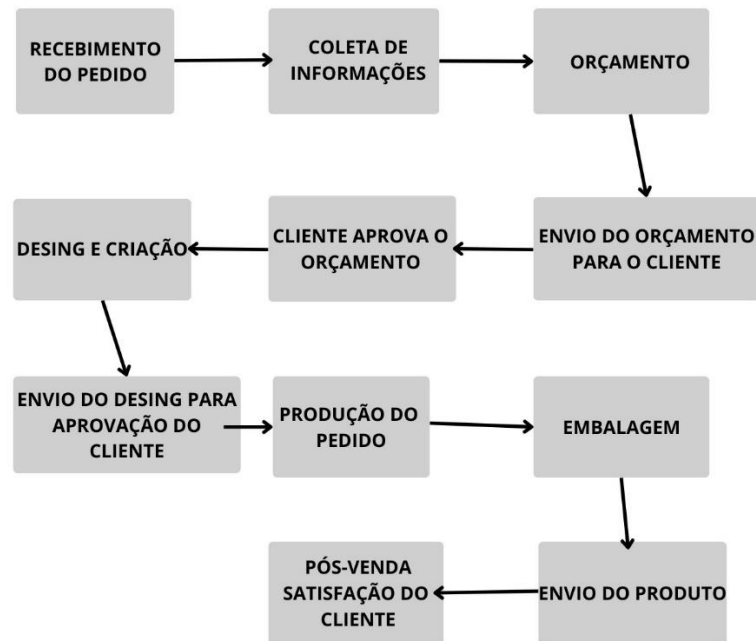 RECEBIMENTO
DO PEDIDO
COLETA DE
INFORMAÇÕES
ORÇAMENTO
ENVIO DO ORÇAMENTO
PARA O CLIENTE
CLIENTE APROVA O
ORÇAMENTO
DESING E CRIAÇÃO
ENVIO DO DESING PARA
APROVAÇÃO DO
CLIENTE
PRODUÇÃO DO
PEDIDO
EMBALAGEM
ENVIO DO PRODUTO
PÓS-VENDA
SATISFAÇÃO DO
CLIENTE